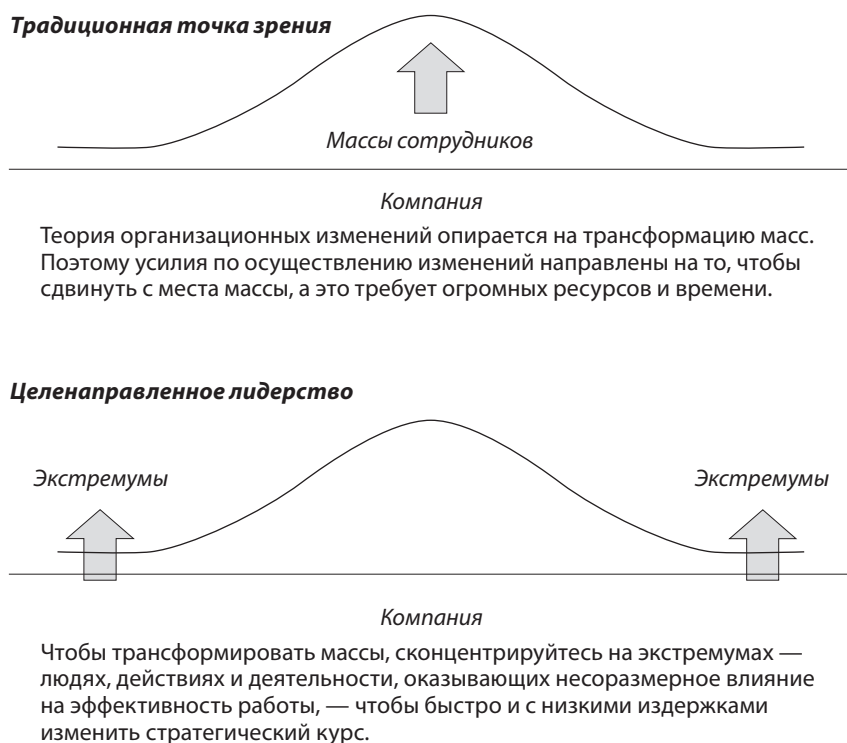 Традиционная точка зрения
Массы сотрудников
Компания
Теория организационных изменений опирается на трансформацию масс.
Поэтому усилия по осуществлению изменений направлены на то, чтобы
сдвинуть с места массы, а это требует огромных ресурсов и времени.
Целенаправленное лидерство
Экстремумы Экстремумы
Компания
Чтобы трансформировать массы, сконцентрируйтесь на экстремумах —
людях, действиях и деятельности, оказывающих несоразмерное влияние
на эффективность работы, — чтобы быстро и с низкими издержками
изменить стратегический курс.